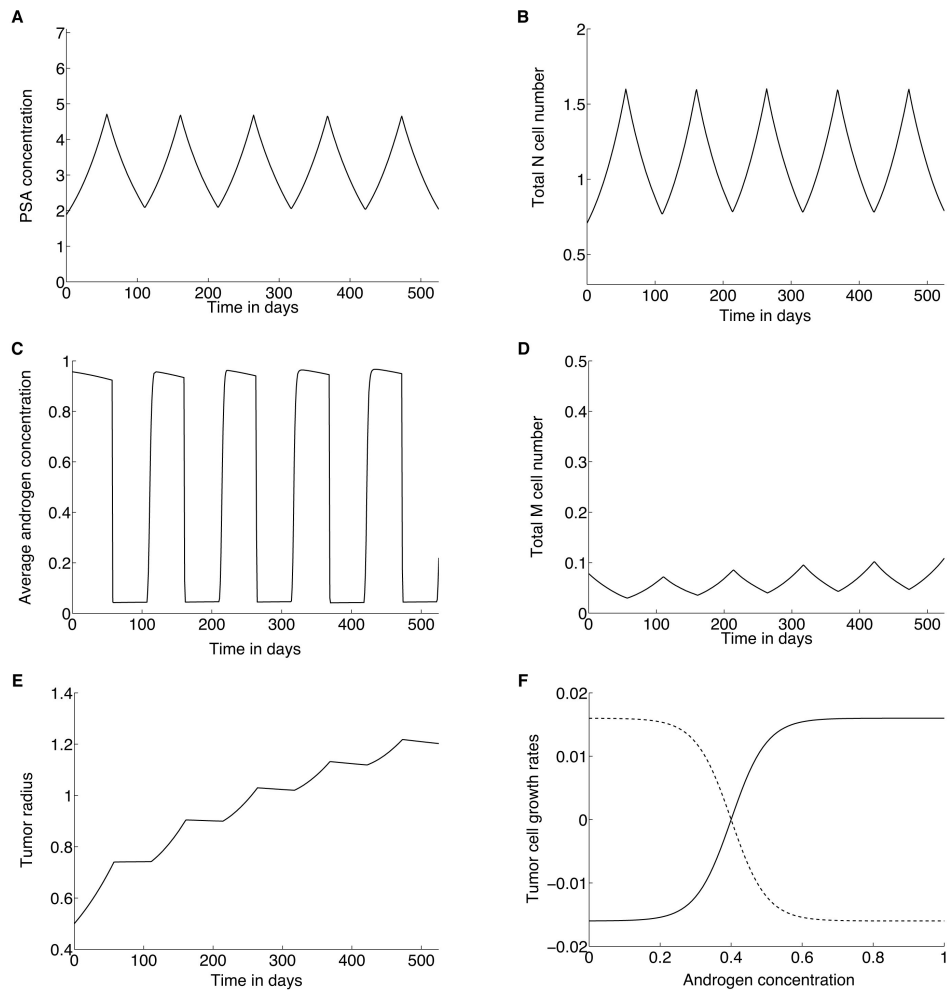 A
PSA concentration
7
6
5
4
3
2
1
0
0 100 200 300 400 500
Time in days
B
Total N cell number
2
1.5
1
0.5
0 100 200 300 400 500
Time in days
C
Average androgen concentration
1
0.8
0.6
0.4
0.2
0
0 100 200 300 400 500
Time in days
D
Total M cell number
0.5
0.4
0.3
0.2
0.1
0
0 100 200 300 400 500
Time in days
E
Tumor radius
1.4
1.2
1
0.8
0.6
0.4
0 100 200 300 400 500
Time in days
F
Tumor cell growth rates
0.02
0.01
0
−0.01
−0.02
0 0.2 0.4 0.6 0.8 1
Androgen concentration